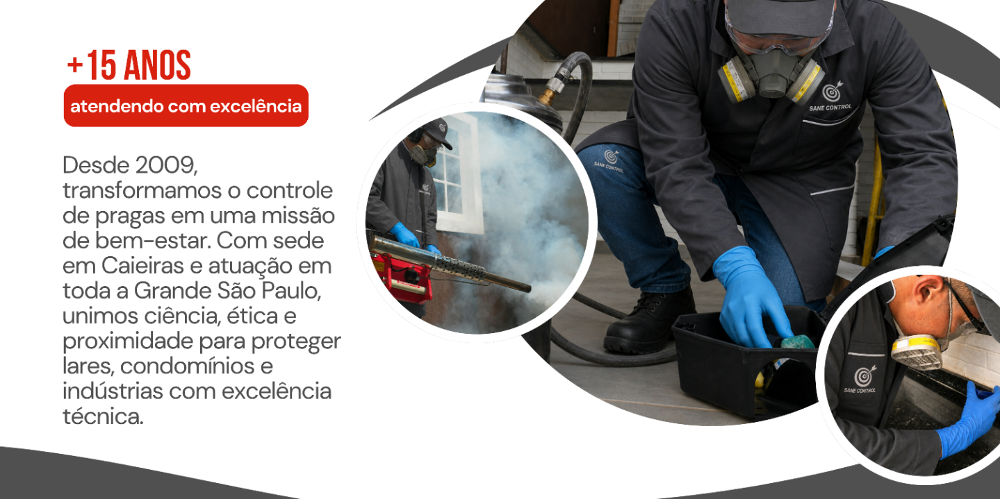 +15 ANOS
atendendo com excelência
Desde 2009,
transformamos o controle
de pragas em uma missão
de bem-estar. Com sede
em Caieiras e atuação em
toda a Grande São Paulo,
unimos ciência, ética e
proximidade para proteger
lares, condomínios e
indústrias com excelência
técnica.
SANE CONTROL
SANE CONTROL
SANE CONTROL